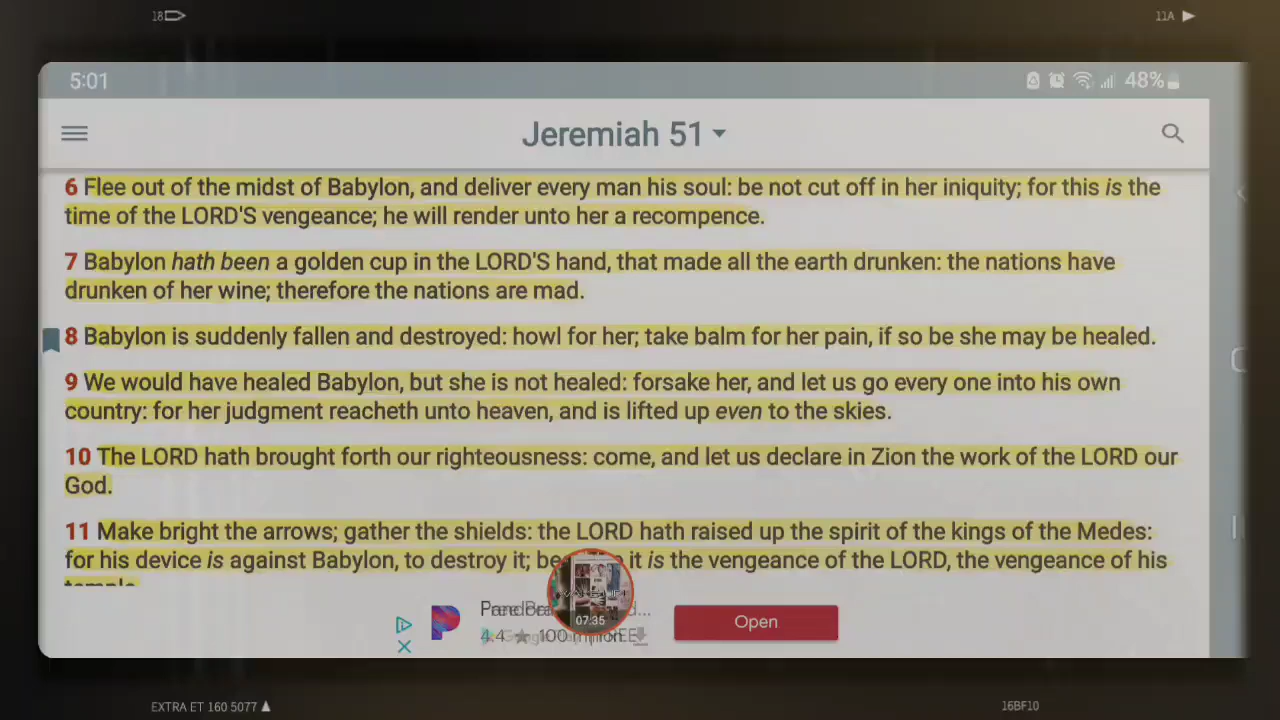 18
11A
5:01
48%
Jeremiah 51
6 Flee out of the midst of Babylon, and deliver every man his soul: be not cut off in her iniquity; for this is the
time of the LORD'S vengeance; he will render unto her a recompence.
7 Babylon hath been a golden cup in the LORD'S hand, that made all the earth drunken: the nations have
drunken of her wine; therefore the nations are mad.
8 Babylon is suddenly fallen and destroyed: howl for her; take balm for her pain, if so be she may be healed.
9 We would have healed Babylon, but she is not healed: forsake her, and let us go every one into his own
country: for her judgment reacheth unto heaven, and is lifted up even to the skies.
10 The LORD hath brought forth our righteousness: come, and let us declare in Zion the work of the LORD our
God.
11 Make bright the arrows; gather the shields: the LORD hath raised up the spirit of the kings of the Medes:
for his device is against Babylon, to destroy it; it is the vengeance of the LORD, the vengeance of his
temple
Open
4.4 ★ 100
07:35
EXTRA ET 160 5077
16BF10